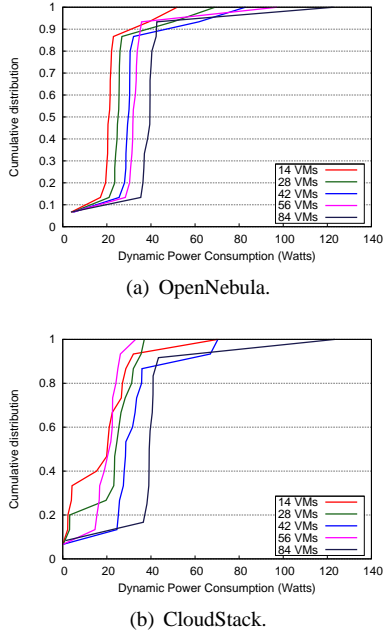 1
0.9
0.8
0.7
0.6
0.5
0.4
0.3
0.2
0.1
0
Cumulative distribution
14 VMs
28 VMs
42 VMs
56 VMs
84 VMs
0 20 40 60 80 100 120 140
Dynamic Power Consumption (Watts)
(a) OpenNebula.
1
0.8
0.6
0.4
0.2
0
Cumulative distribution
14 VMs
28 VMs
42 VMs
56 VMs
84 VMs
0 20 40 60 80 100 120 140
Dynamic Power Consumption (Watts)
(b) CloudStack.